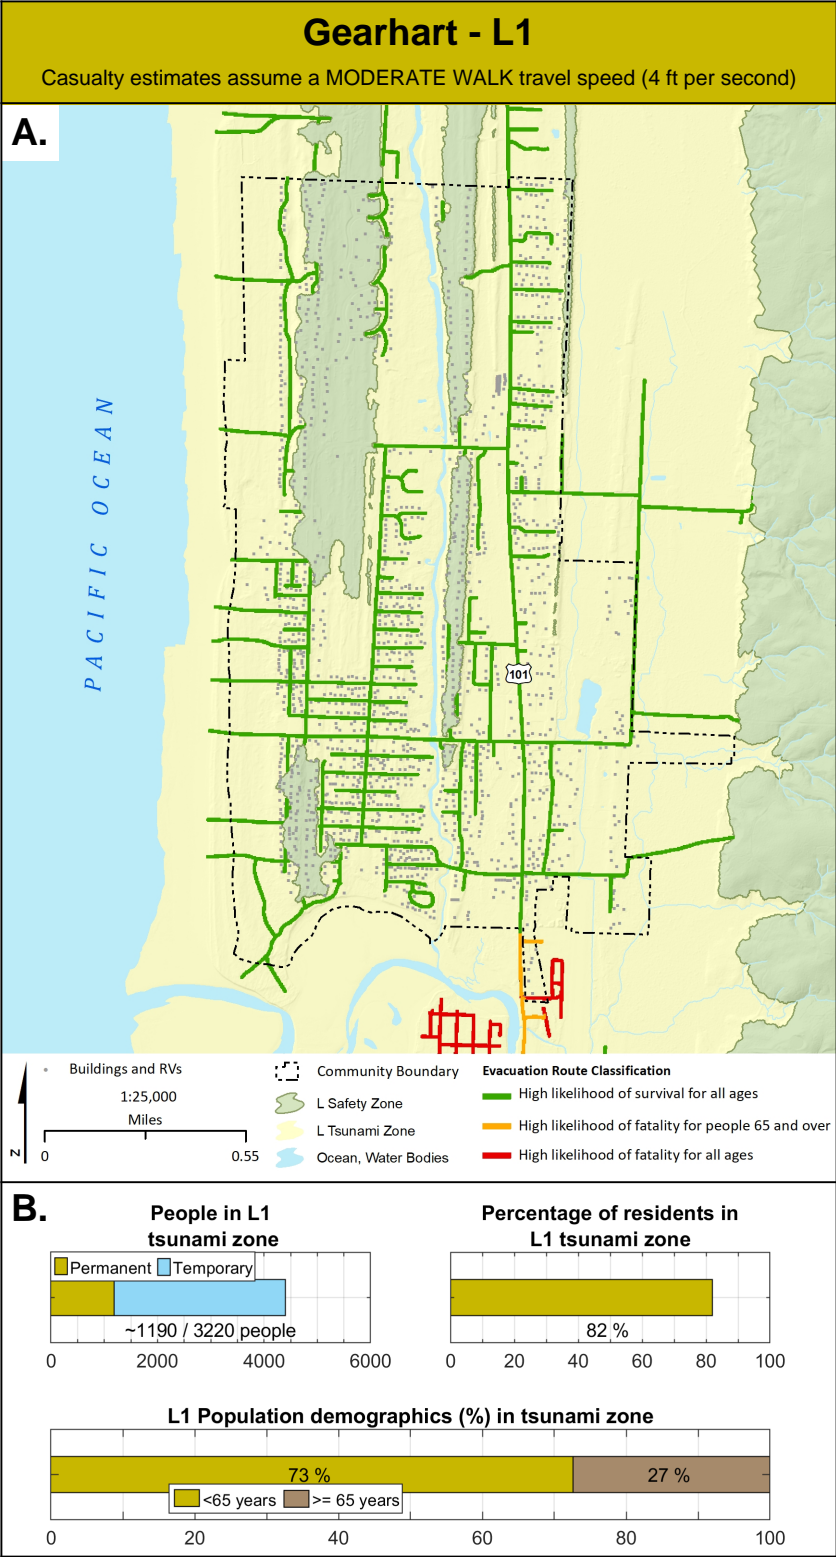 Gearhart - L1
Casualty estimates assume a MODERATE WALK travel speed (4 ft per second)
A.
PACIFIC OCEAN
101
Buildings and RVs
1:25,000
Miles
0 0.55
N
Community Boundary
L Safety Zone
L Tsunami Zone
Ocean, Water Bodies
Evacuation Route Classification
High likelihood of survival for all ages
High likelihood of fatality for people 65 and over
High likelihood of fatality for all ages
B.
People in L1
tsunami zone
Permanent Temporary
~1190 / 3220 people
0 2000 4000 6000
Percentage of residents in
L1 tsunami zone
82 %
0 20 40 60 80 100
L1 Population demographics (%) in tsunami zone
73 % 27 %
<65 years >= 65 years
0 20 40 60 80 100